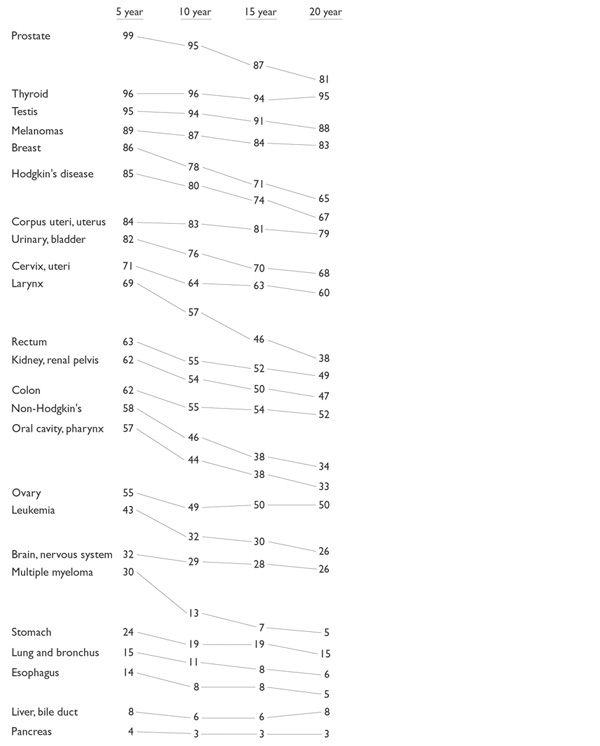 5 year 10 year 15 year 20 year
Prostate 99 95 87 81
Thyroid 96 96 94 95
Testis 95 94 91 88
Melanomas 89 87 84 83
Breast 86 78 71 65
Hodgkin's disease 85 80 74 67
Corpus uteri, uterus 84 83 81 79
Urinary, bladder 82 76 70 68
Cervix, uteri 71 64 63 60
Larynx 69 57 46 38
Rectum 63 55 52 49
Kidney, renal pelvis 62 54 50 47
Colon 62 55 54 52
Non-Hodgkin's 58 46 38 34
Oral cavity, pharynx 57 44 38 33
Ovary 55 49 50 50
Leukemia 43 32 30 26
Brain, nervous system 32 29 28 26
Multiple myeloma 30 13 7 5
Stomach 24 19 19 15
Lung and bronchus 15 11 8 6
Esophagus 14 8 8 5
Liver, bile duct 8 6 6 8
Pancreas 4 3 3 3